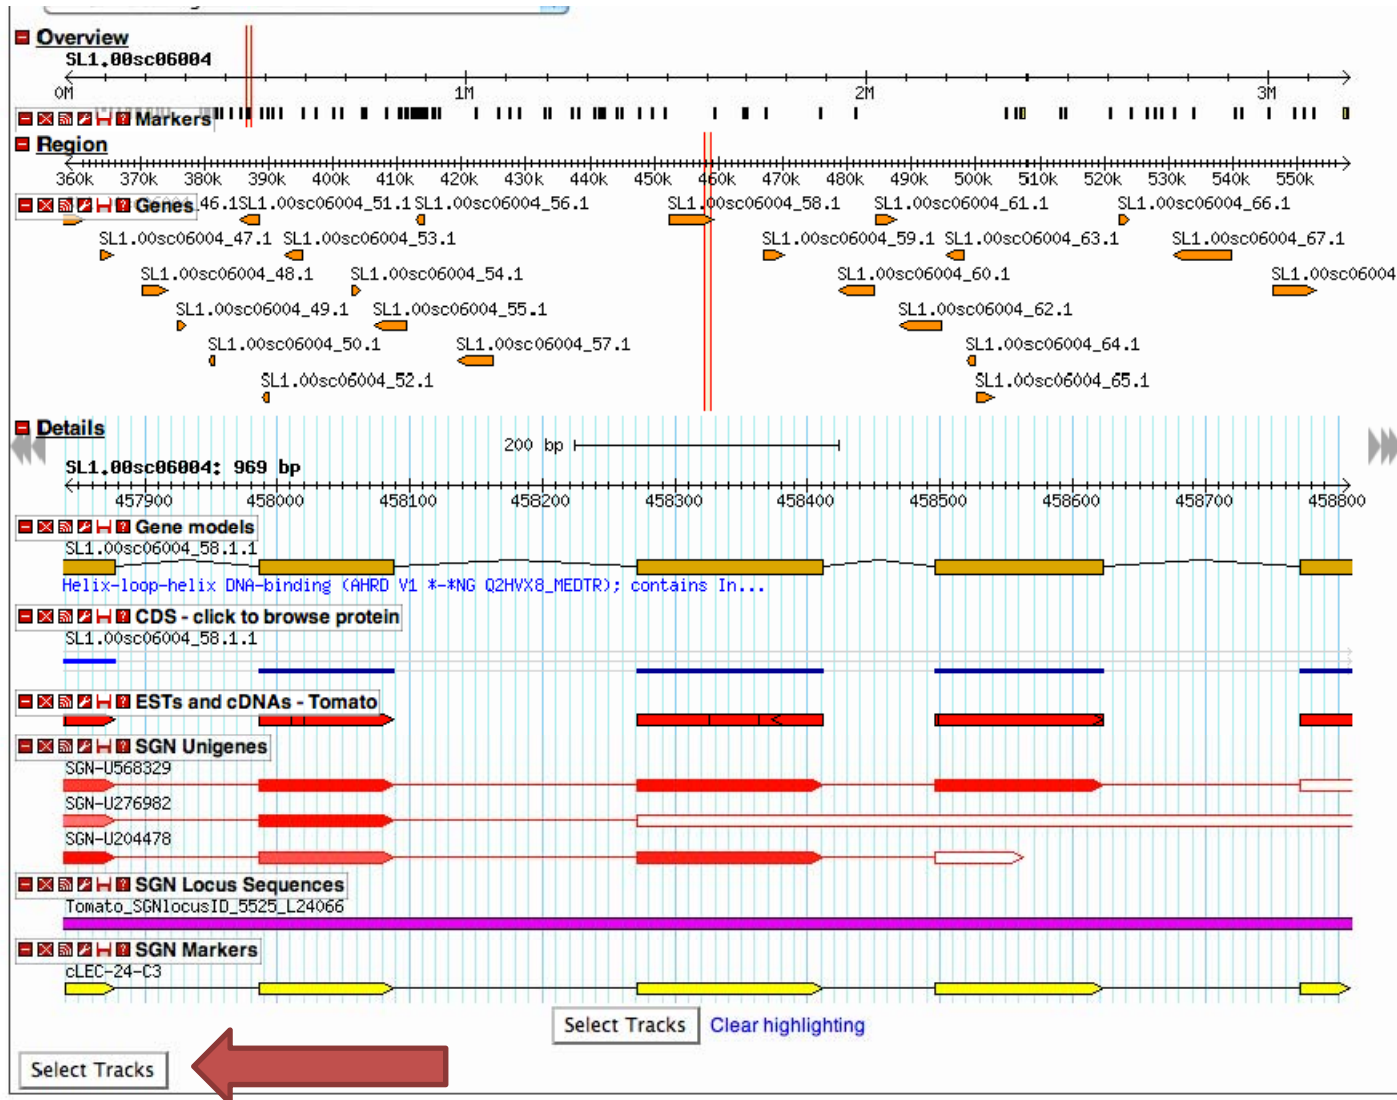 Overview
SL1.00sc06004
0M 1M 2M 3M
Markers
Region
360k 370k 380k 390k 400k 410k 420k 430k 440k 450k 460k 470k 480k 490k 500k 510k 520k 530k 540k 550k
Genes 46.1 SL1.00sc06004_51.1 SL1.00sc06004_56.1 SL1.00sc06004_58.1 SL1.00sc06004_61.1 SL1.00sc06004_66.1
SL1.00sc06004_47.1 SL1.00sc06004_53.1 SL1.00sc06004_59.1 SL1.00sc06004_63.1 SL1.00sc06004_67.1
SL1.00sc06004_48.1 SL1.00sc06004_54.1 SL1.00sc06004_60.1 SL1.00sc06004
SL1.00sc06004_49.1 SL1.00sc06004_55.1 SL1.00sc06004_62.1
SL1.00sc06004_50.1 SL1.00sc06004_57.1 SL1.00sc06004_64.1
SL1.00sc06004_52.1 SL1.00sc06004_65.1
Details
200 bp
SL1.00sc06004: 969 bp
457900 458000 458100 458200 458300 458400 458500 458600 458700 458800
Gene models
SL1.00sc06004_58.1.1
Helix-loop-helix DNA-binding (AHRD V1 *-*NG Q2HVX8_MEDTR); contains In...
CDS - click to browse protein
SL1.00sc06004_58.1.1
ESTs and cDNAs - Tomato
SGN Unigenes
SGN-U568329
SGN-U276982
SGN-U204478
SGN Locus Sequences
Tomato_SGNlocusID_5525_L24066
SGN Markers
cLEC-24-C3
Select Tracks Clear highlighting
Select Tracks